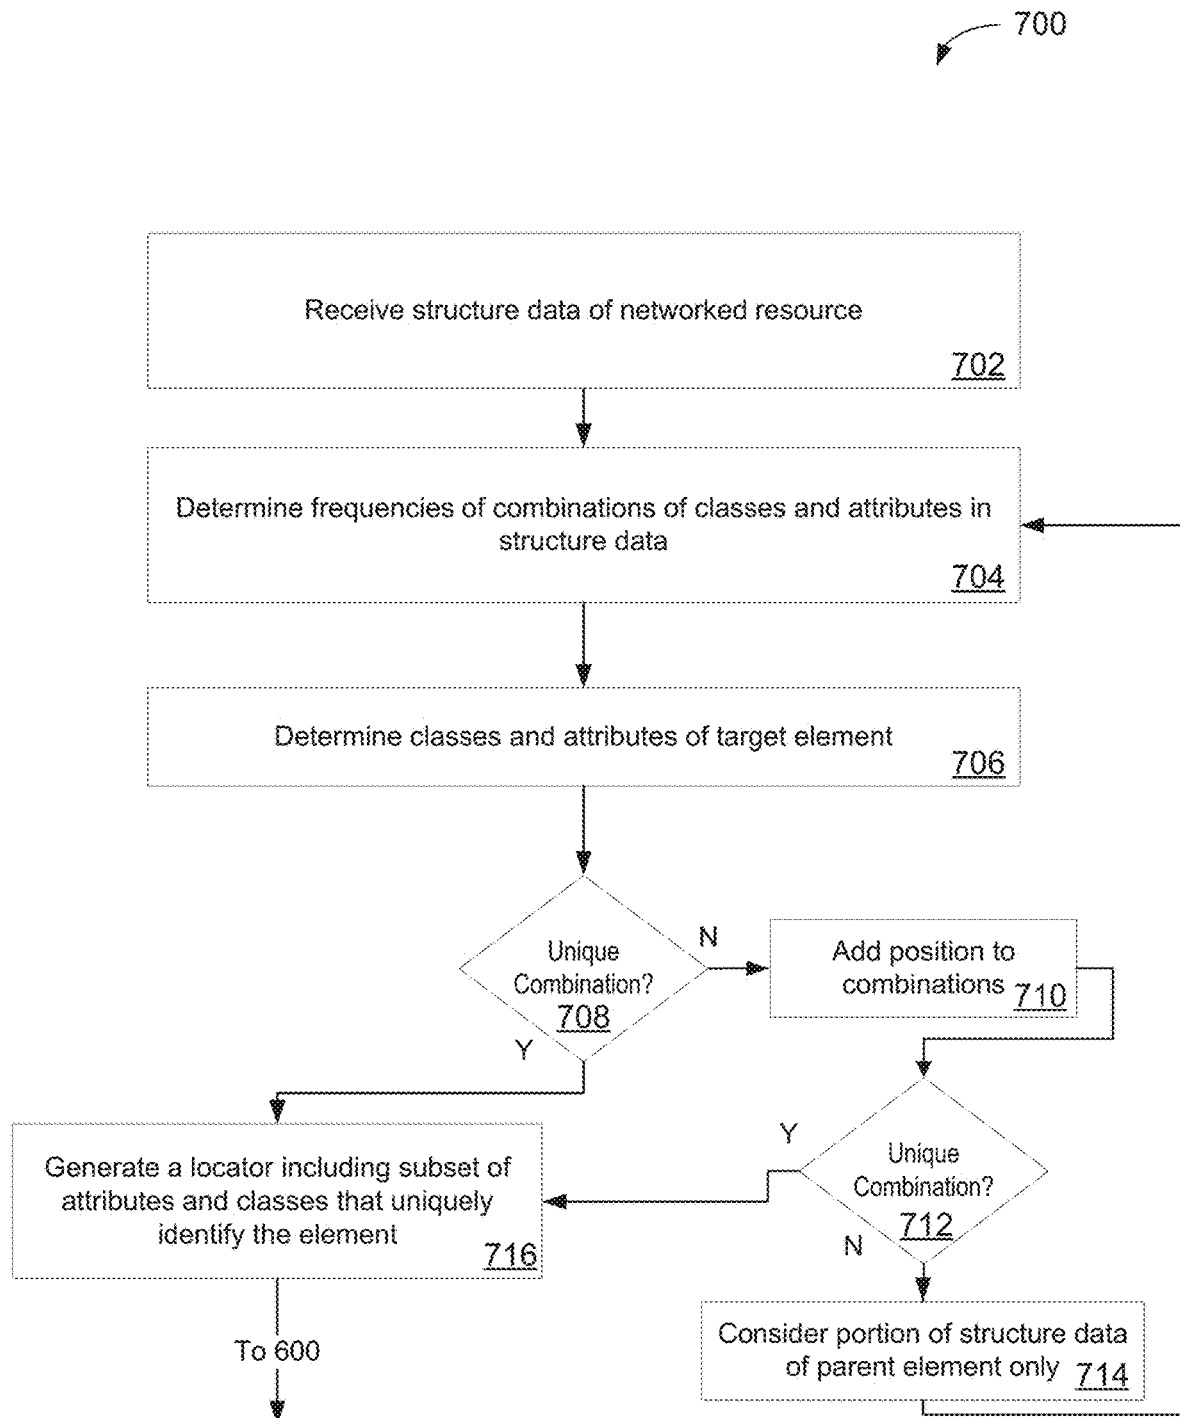 700
Receive structure data of networked resource
702
Determine frequencies of combinations of classes and attributes in
structure data
704
Determine classes and attributes of target element
706
Unique
Combination?
708
N
Y
Add position to
combinations
710
Unique
Combination?
712
Y
N
Generate a locator including subset of
attributes and classes that uniquely
identify the element
716
Consider portion of structure data
of parent element only
714
To 600